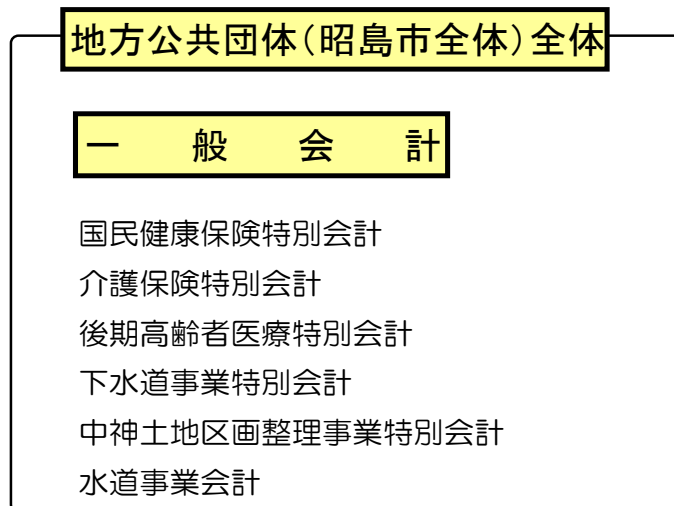 地方公共団体(昭島市全体)全体
一般会計
国民健康保険特別会計
介護保険特別会計
後期高齢者医療特別会計
下水道事業特別会計
中神土地区画整理事業特別会計
水道事業会計